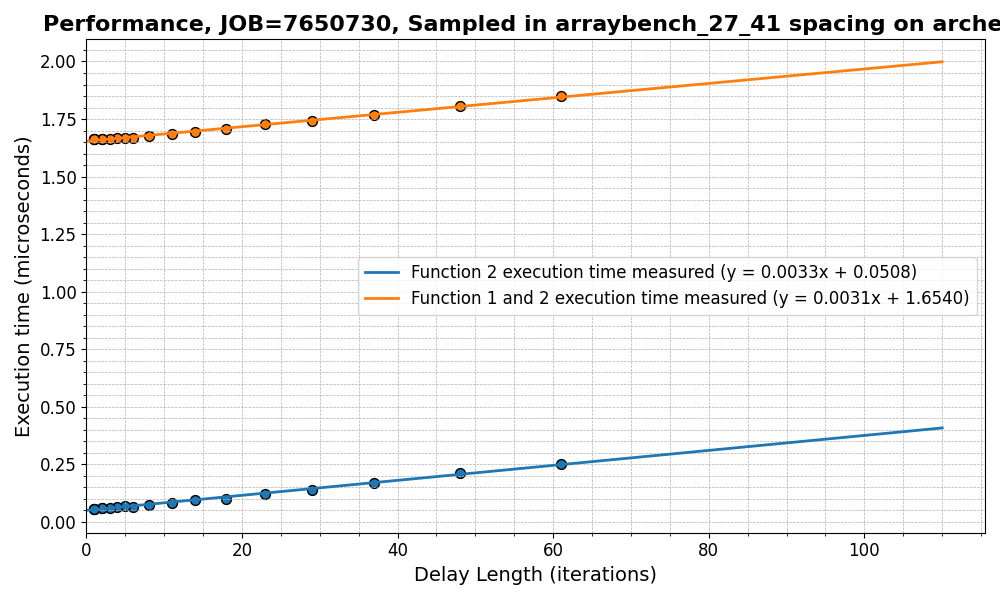 Performance, JOB=7650730, Sampled in arraybench_27_41 spacing on arche
2.00
1.75
1.50
1.25
1.00
0.75
0.50
0.25
0.00
Execution time (microseconds)
Function 2 execution time measured (y = 0.0033x + 0.0508)
Function 1 and 2 execution time measured (y = 0.0031x + 1.6540)
0 20 40 60 80 100
Delay Length (iterations)